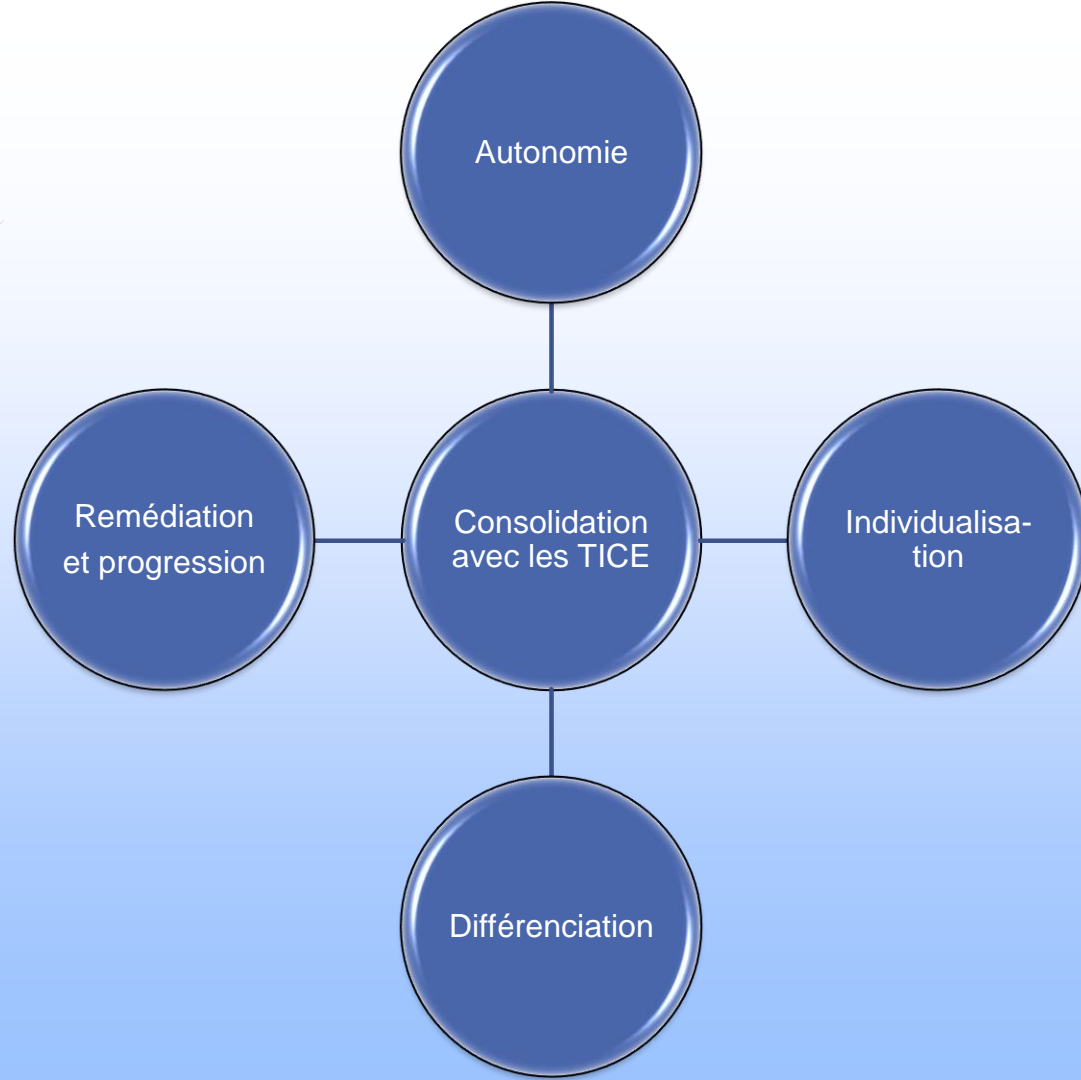 Autonomie
Remédiation
et progression
Consolidation
avec les TICE
Individualisa-
tion
Différenciation